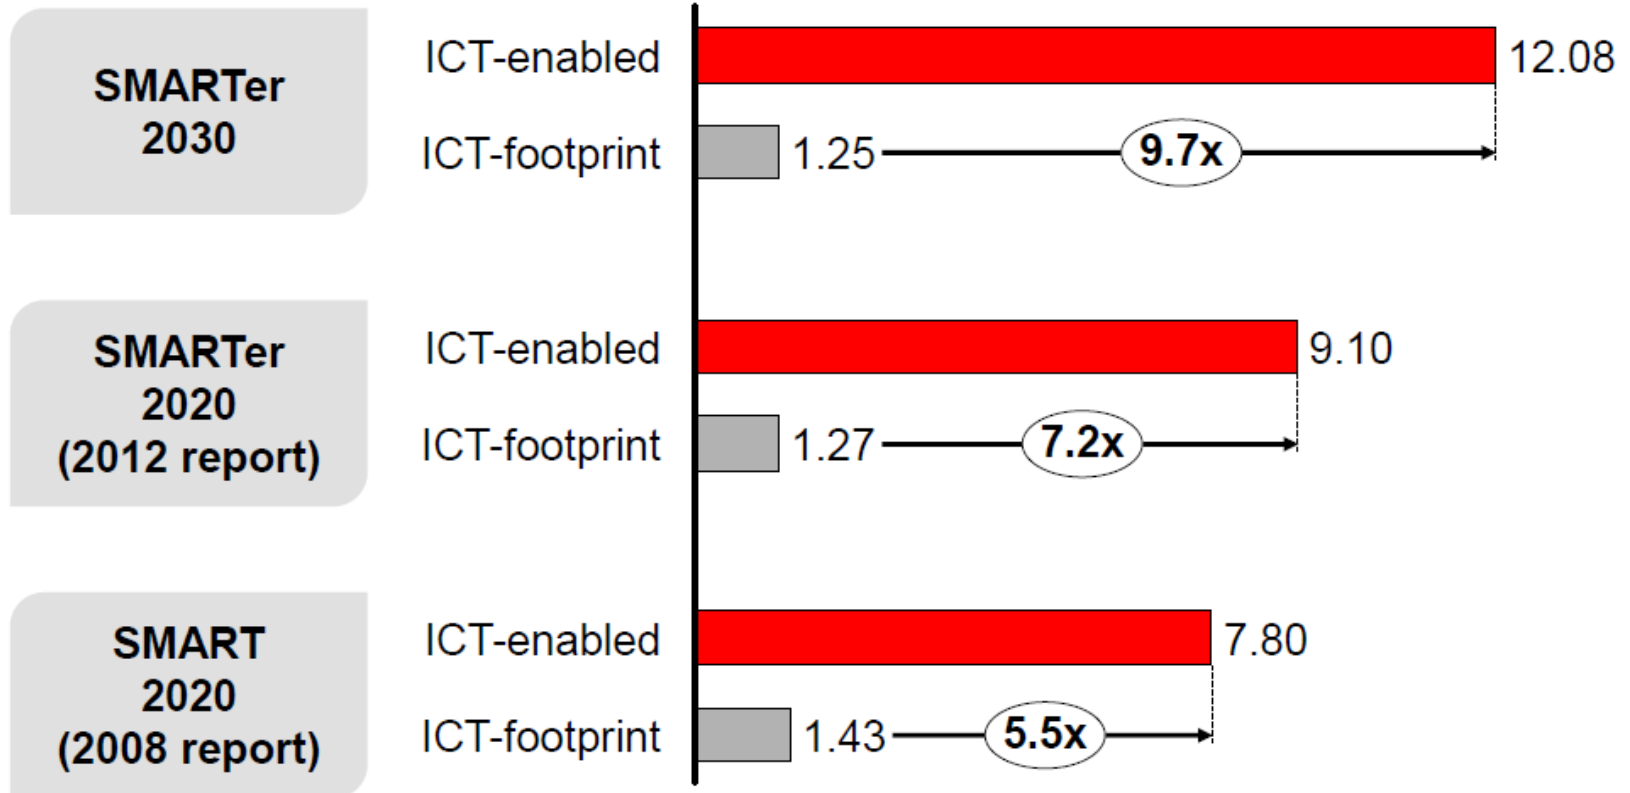 SMARTer
2030
ICT-enabled
12.08
ICT-footprint
1.25
9.7x
SMARTer
2020
(2012 report)
ICT-enabled
9.10
ICT-footprint
1.27
7.2x
SMART
2020
(2008 report)
ICT-enabled
7.80
ICT-footprint
1.43
5.5x